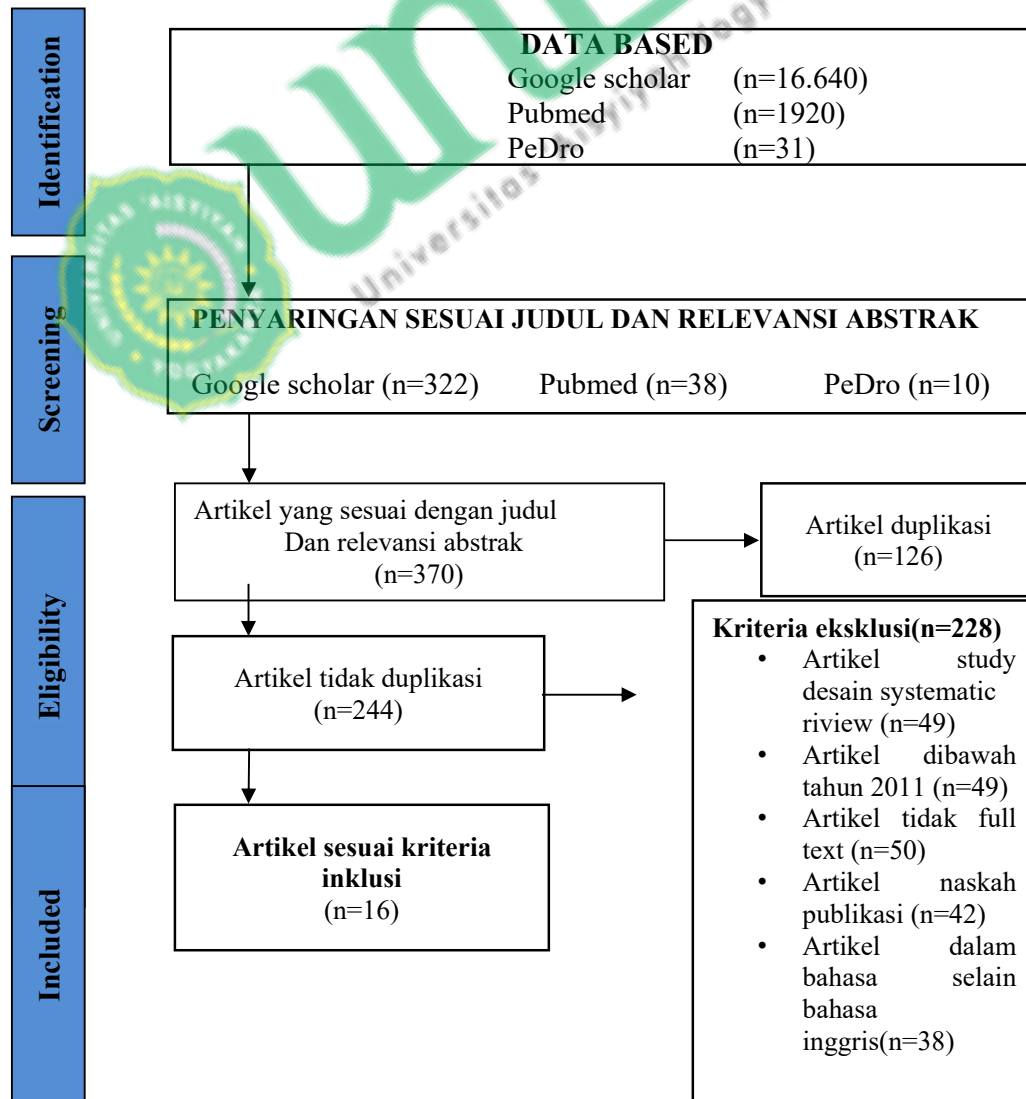 Identification
DATA BASED
Google scholar (n=16.640)
Pubmed (n=1920)
PeDro (n=31)
Universitas 'Aisyiyah Yogy
Screening
PENYARINGAN SESUAI JUDUL DAN RELEVANSI ABSTRAK
Google scholar (n=322) Pubmed (n=38) PeDro (n=10)
Eligibility
Artikel yang sesuai dengan judul
Dan relevansi abstrak
(n=370)
Artikel duplikasi
(n=126)
Artikel tidak duplikasi
(n=244)
Kriteria eksklusi(n=228)
• Artikel study
desain systematic
riview (n=49)
• Artikel dibawah
tahun 2011 (n=49)
• Artikel tidak full
text (n=50)
• Artikel naskah
publikasi (n=42)
• Artikel dalam
bahasa selain
bahasa
inggris(n=38)
Included
Artikel sesuai kriteria
inklusi
(n=16)